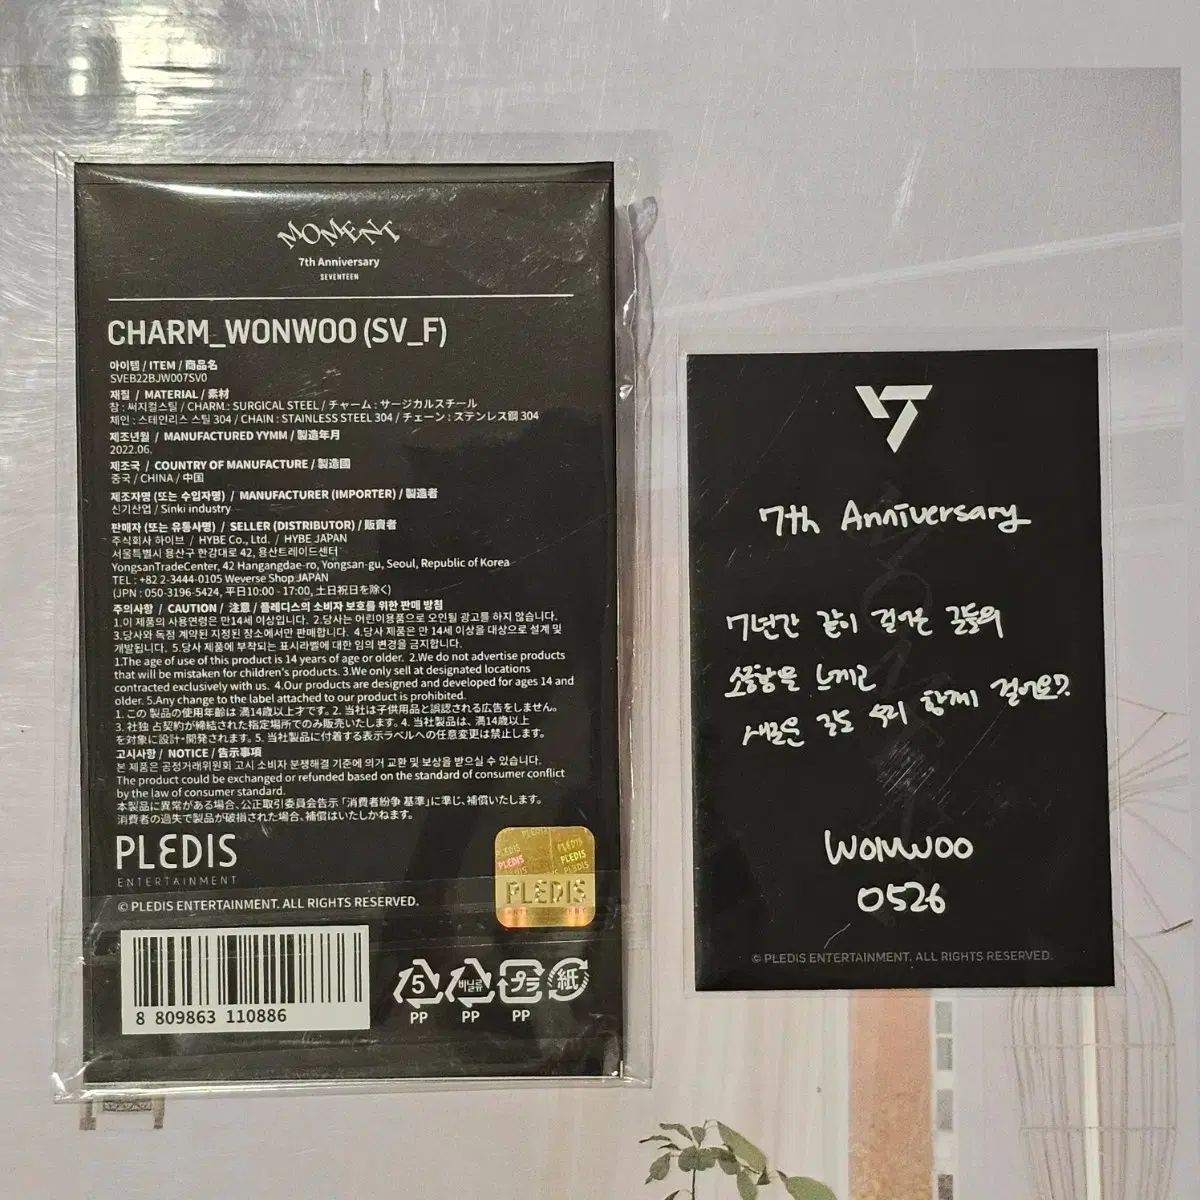 MOMENT
7th Anniversary
SEVENTEEN
CHARM_WONWOO (SV_F)
아이템 / ITEM / 商品名
SVEB22BJW007SV0
재질 / MATERIAL / 素材
참 : 써지컬스틸 / CHARM : SURGICAL STEEL / チャーム : サージカルスチール
체인 : 스테인리스 스틸 304 / CHAIN : STAINLESS STEEL 304 / チェーン : ステンレス鋼 304
제조년월 / MANUFACTURED YYMM / 製造年月
2022.06.
제조국 / COUNTRY OF MANUFACTURE / 製造國
중국 / CHINA / 中国
제조자명 (또는 수입자명) / MANUFACTURER (IMPORTER) / 製造者
신기산업 / Sinki industry
판매자 (또는 유통사명) / SELLER (DISTRIBUTOR) / 販賣者
주식회사 하이브 / HYBE Co., Ltd. / HYBE JAPAN
서울특별시 용산구 한강대로 42, 용산트레이드센터
YongsanTradeCenter, 42 Hangangdae-ro, Yongsan-gu, Seoul, Republic of Korea
TEL : +82 2-3444-0105 Weverse Shop JAPAN
(JPN : 050-3196-5424, 平日10:00 - 17:00, 土日祝日を除く)
주의사항 / CAUTION / 注意 / 플레디스의 소비자 보호를 위한 판매 방침
1.이 제품의 사용연령은 만14세 이상입니다. 2.당사는 어린이용품으로 오인될 광고를 하지 않습니다.
3.당사와 독점 계약된 지정된 장소에서만 판매합니다. 4.당사 제품은 만 14세 이상을 대상으로 설계 및
개발됩니다. 5.당사 제품에 부착되는 표시라벨에 대한 임의 변경을 금지합니다.
1.The age of use of this product is 14 years of age or older. 2.We do not advertise products
that will be mistaken for children's products. 3.We only sell at designated locations
contracted exclusively with us. 4.Our products are designed and developed for ages 14 and
older. 5.Any change to the label attached to our product is prohibited.
1. この 製品の使用年齢は 満14歳以上才です。 2. 当社は子供用品と誤認される広告をしません。
3. 社独 占契約が締結された指定場所でのみ販売いたします。 4. 当社製品は、満14歳以上
を対象に設計・開発されます。 5. 当社製品に付着する表示ラベルへの任意変更は禁止します。
고시사항 / NOTICE / 告示事項
본 제품은 공정거래위원회 고시 소비자 분쟁해결 기준에 의거 교환 및 보상을 받으실 수 있습니다.
The product could be exchanged or refunded based on the standard of consumer conflict
by the law of consumer standard.
本製品に異常がある場合、公正取引委員会告示「消費者紛争 基準」に準じ、補償いたします。
消費者の過失で製品が破損された場合、補償はいたしかねます。
PLEDIS
ENTERTAINMENT
PLEDIS
© PLEDIS ENTERTAINMENT. ALL RIGHTS RESERVED.
8 809863 110886
5 비닐류 プラ 紙
PP PP PP
7th Anniversary
7년간 같이 걸어온 길들의
소중함을 느끼고
새로운 길도 우리 함께 걸어요?
WONWOO
0526
© PLEDIS ENTERTAINMENT. ALL RIGHTS RESERVED.